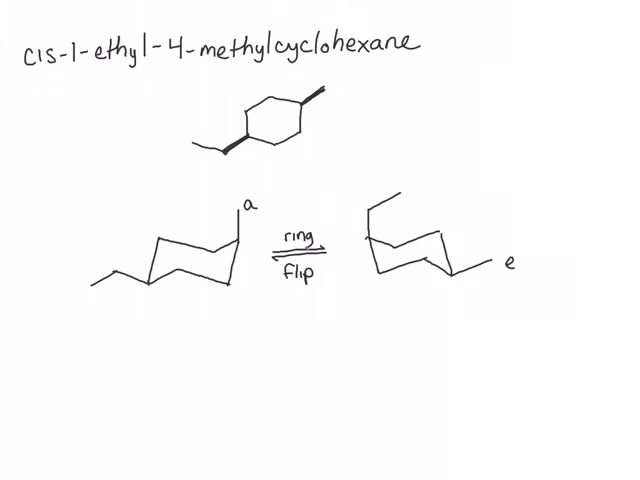 cis-1-ethyl-4-methylcyclohexane
a
ring
flip
e